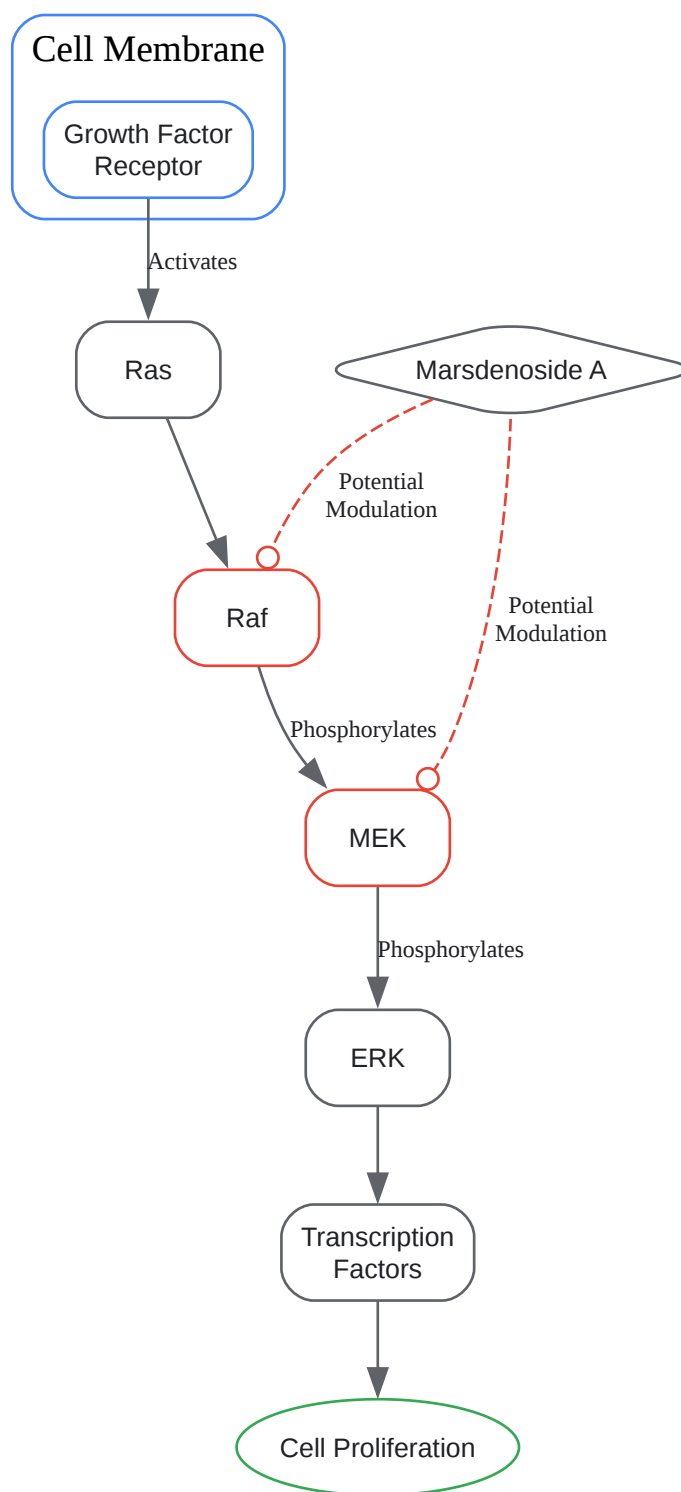 Cell Membrane
Growth Factor
Receptor
Activates
Ras
Marsdenoside A
Potential
Modulation
Raf
Potential
Modulation
Phosphorylates
MEK
Phosphorylates
ERK
Transcription
Factors
Cell Proliferation